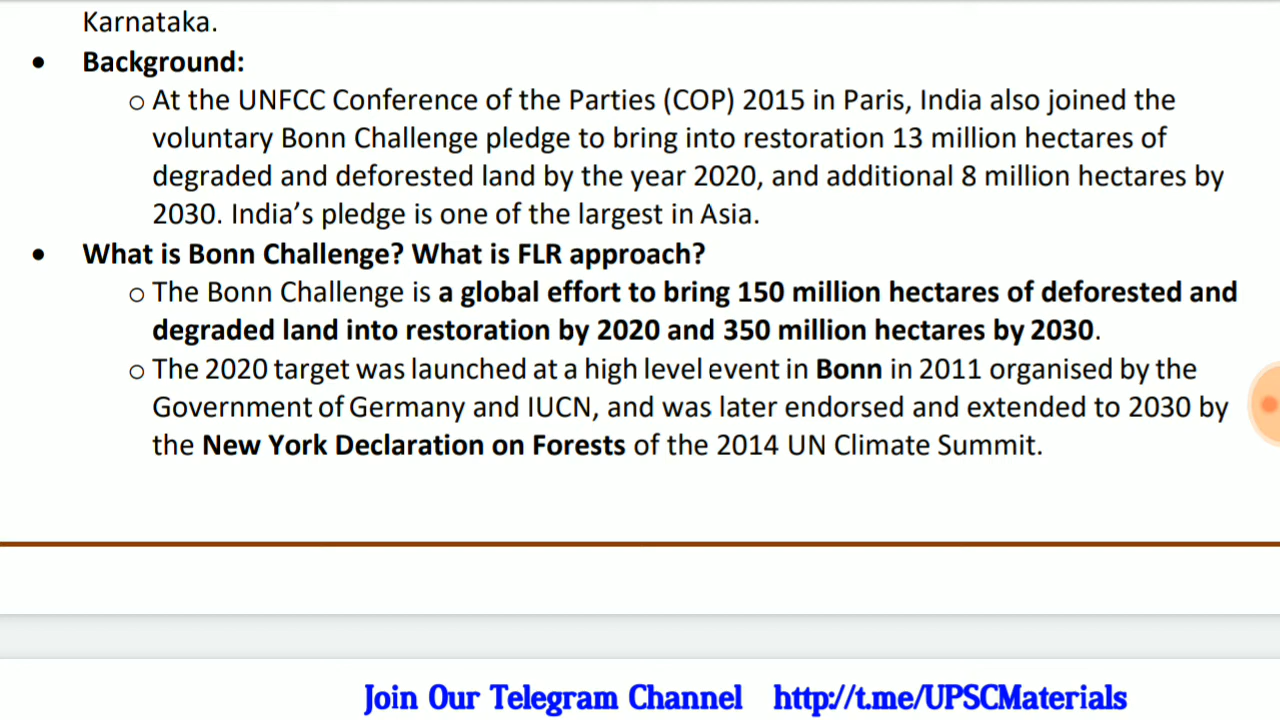 Karnataka.
• Background:
o At the UNFCC Conference of the Parties (COP) 2015 in Paris, India also joined the
voluntary Bonn Challenge pledge to bring into restoration 13 million hectares of
degraded and deforested land by the year 2020, and additional 8 million hectares by
2030. India’s pledge is one of the largest in Asia.
• What is Bonn Challenge? What is FLR approach?
o The Bonn Challenge is a global effort to bring 150 million hectares of deforested and
degraded land into restoration by 2020 and 350 million hectares by 2030.
o The 2020 target was launched at a high level event in Bonn in 2011 organised by the
Government of Germany and IUCN, and was later endorsed and extended to 2030 by
the New York Declaration on Forests of the 2014 UN Climate Summit.
Join Our Telegram Channel http://t.me/UPSCMaterials